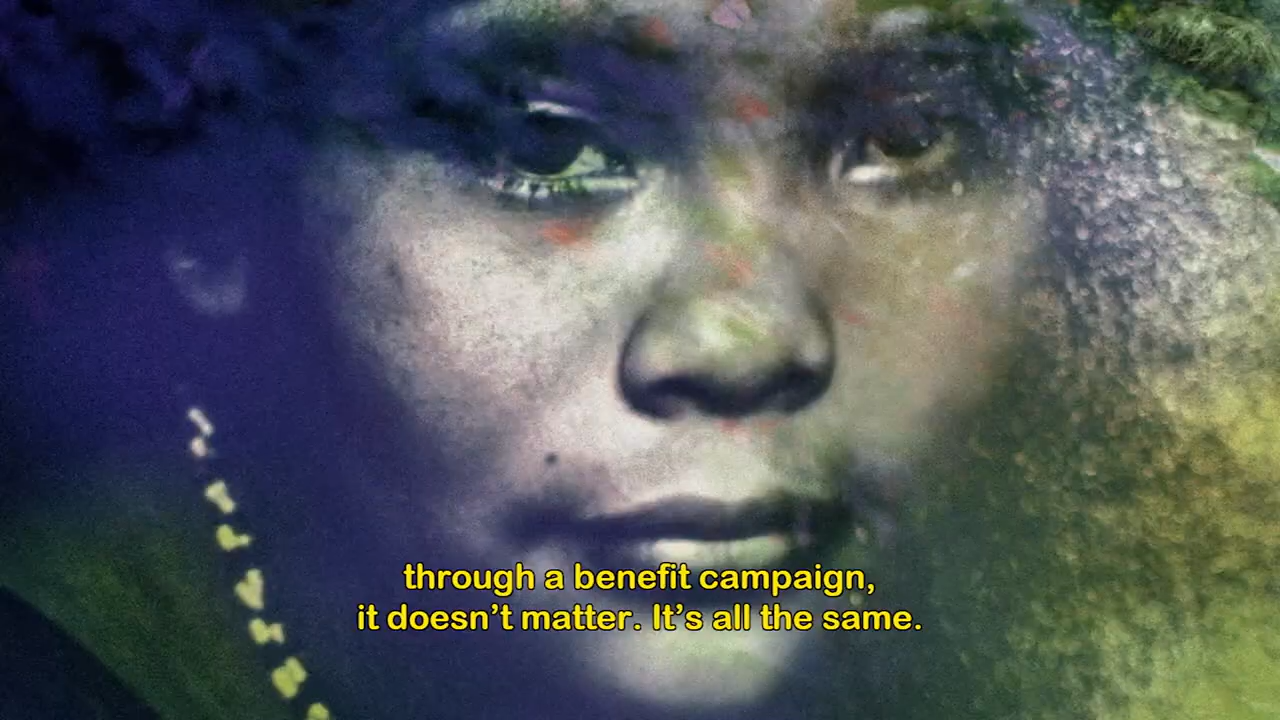 through a benefit campaign,
it doesn’t matter. It’s all the same.